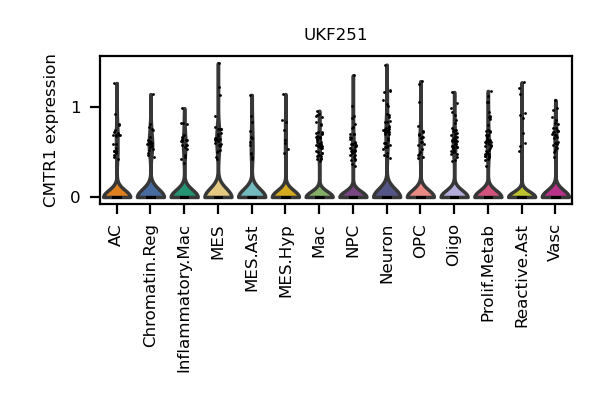 UKF251
CMTR1 expression
1
0
AC
Chromatin.Reg
Inflammatory.Mac
MES
MES.Ast
MES.Hyp
Mac
NPC
Neuron
OPC
Oligo
Prolif.Metab
Reactive.Ast
Vasc